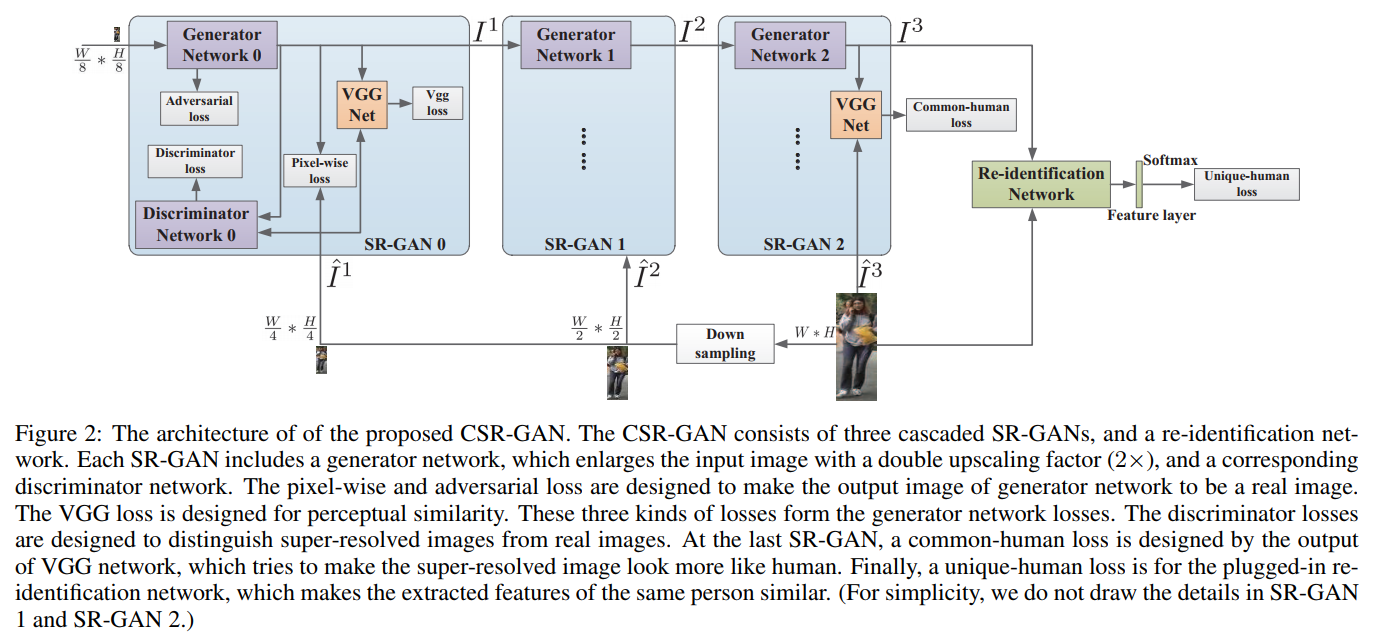 W/8 * H/8
Generator
Network 0
Adversarial
loss
Discriminator
loss
Discriminator
Network 0
VGG
Net
Vgg
loss
Pixel-wise
loss
SR-GAN 0
I^1
Î^1
W/4 * H/4
Generator
Network 1
SR-GAN 1
I^2
Î^2
W/2 * H/2
Down
sampling
Generator
Network 2
VGG
Net
Common-human
loss
SR-GAN 2
I^3
Î^3
W * H
Re-identification
Network
Softmax
Feature layer
Unique-human
loss
Figure 2: The architecture of of the proposed CSR-GAN. The CSR-GAN consists of three cascaded SR-GANs, and a re-identification net-
work. Each SR-GAN includes a generator network, which enlarges the input image with a double upscaling factor (2×), and a corresponding
discriminator network. The pixel-wise and adversarial loss are designed to make the output image of generator network to be a real image.
The VGG loss is designed for perceptual similarity. These three kinds of losses form the generator network losses. The discriminator losses
are designed to distinguish super-resolved images from real images. At the last SR-GAN, a common-human loss is designed by the output
of VGG network, which tries to make the super-resolved image look more like human. Finally, a unique-human loss is for the plugged-in re-
identification network, which makes the extracted features of the same person similar. (For simplicity, we do not draw the details in SR-GAN
1 and SR-GAN 2.)